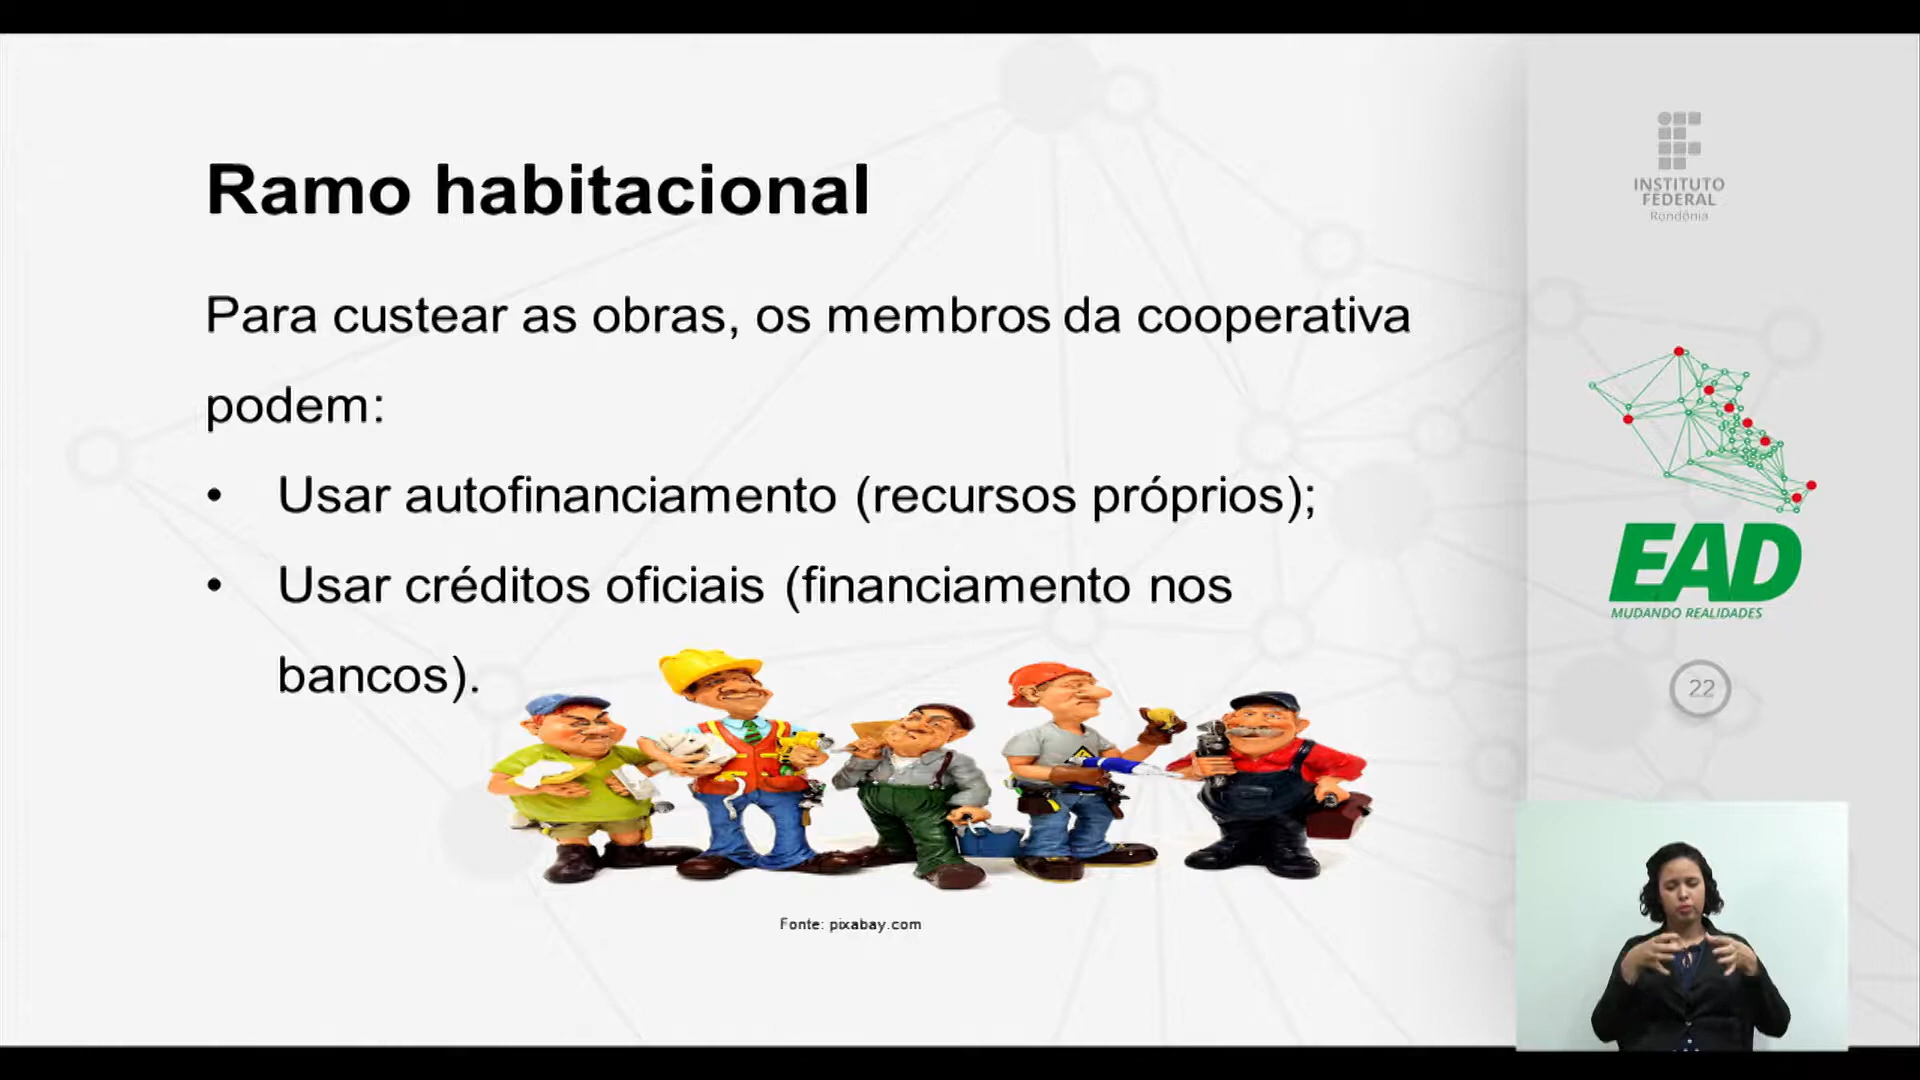 Ramo habitacional
Para custear as obras, os membros da cooperativa
podem:
• Usar autofinanciamento (recursos próprios);
• Usar créditos oficiais (financiamento nos
bancos).
Fonte: pixabay.com
INSTITUTO
FEDERAL
Rondônia
EAD
MUDANDO REALIDADES
22